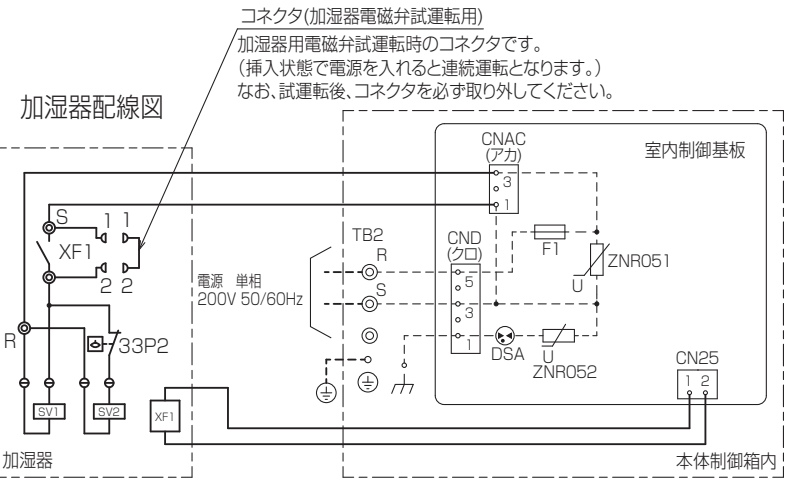 コネクタ(加湿器電磁弁試運転用)
加湿器用電磁弁試運転時のコネクタです。
(挿入状態で電源を入れると連続運転となります。)
なお、試運転後、コネクタを必ず取り外してください。
加湿器配線図
CNAC
(アカ)
室内制御基板
3
1
S
1 1
XF1
2 2
TB2
R
S
CND
(クロ)
5
3
1
F1
ZNR051
U
電源 単相
200V 50/60Hz
R
33P2
DSA
U
ZNR052
CN25
1 2
SV1
SV2
XF1
加湿器
本体制御箱内